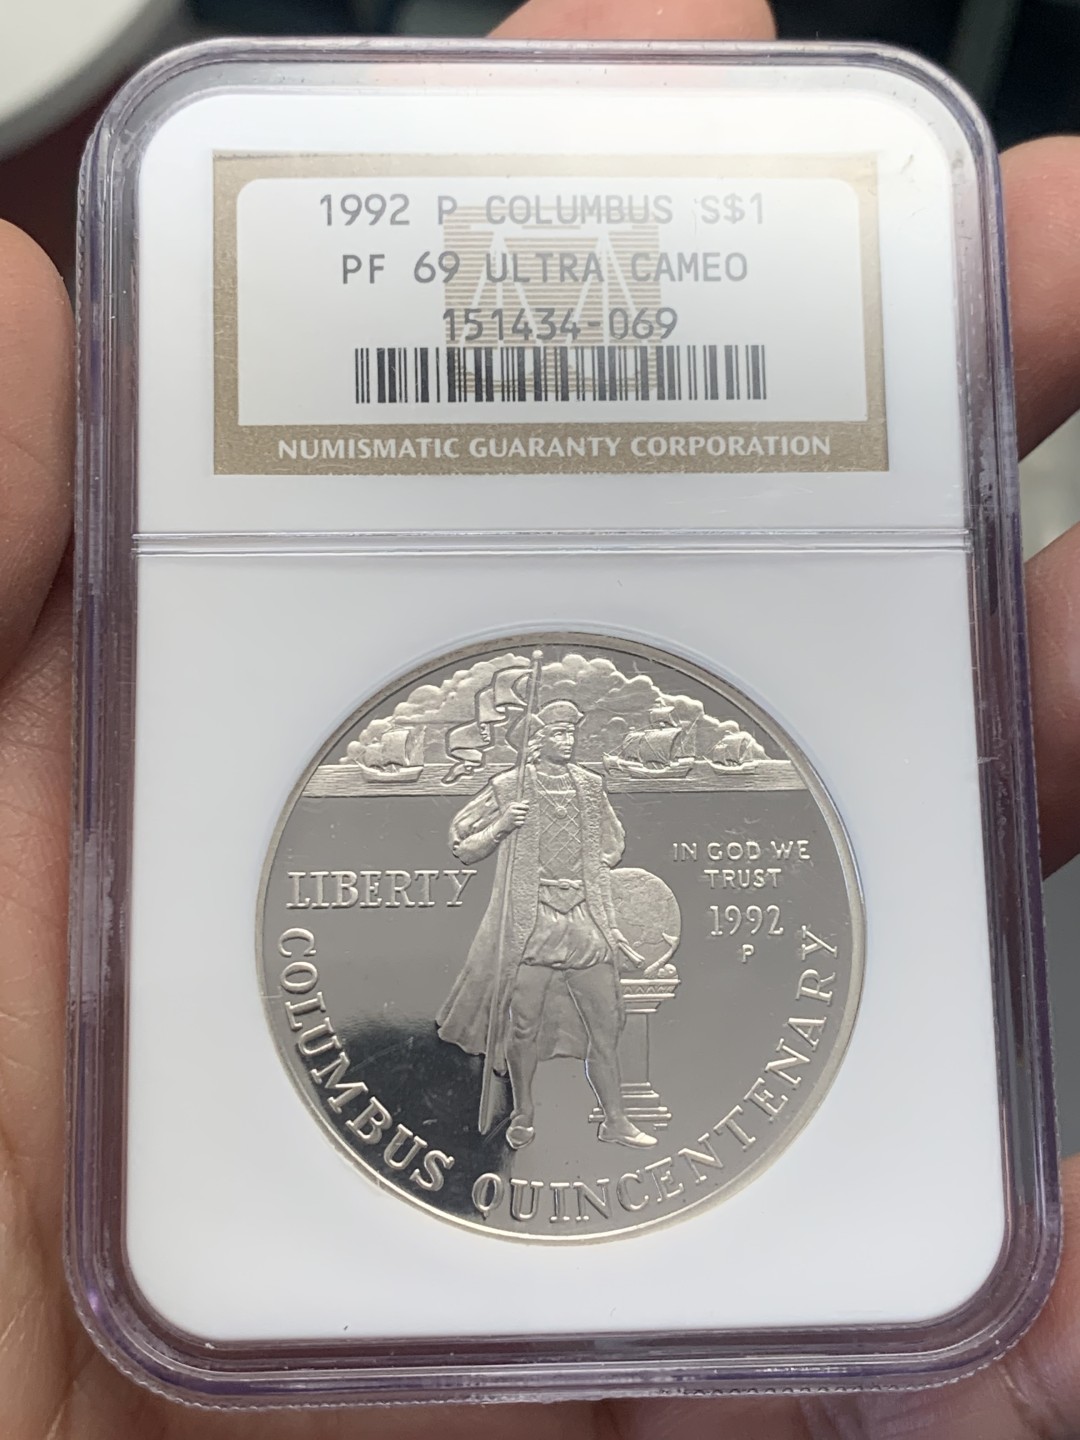 1992 P COLUMBUS S$1
PF 69 ULTRA CAMEO
151434-069
NUMISMATIC GUARANTY CORPORATION
LIBERTY
IN GOD WE
TRUST
1992
P
COLUMBUS QUINCENTENARY